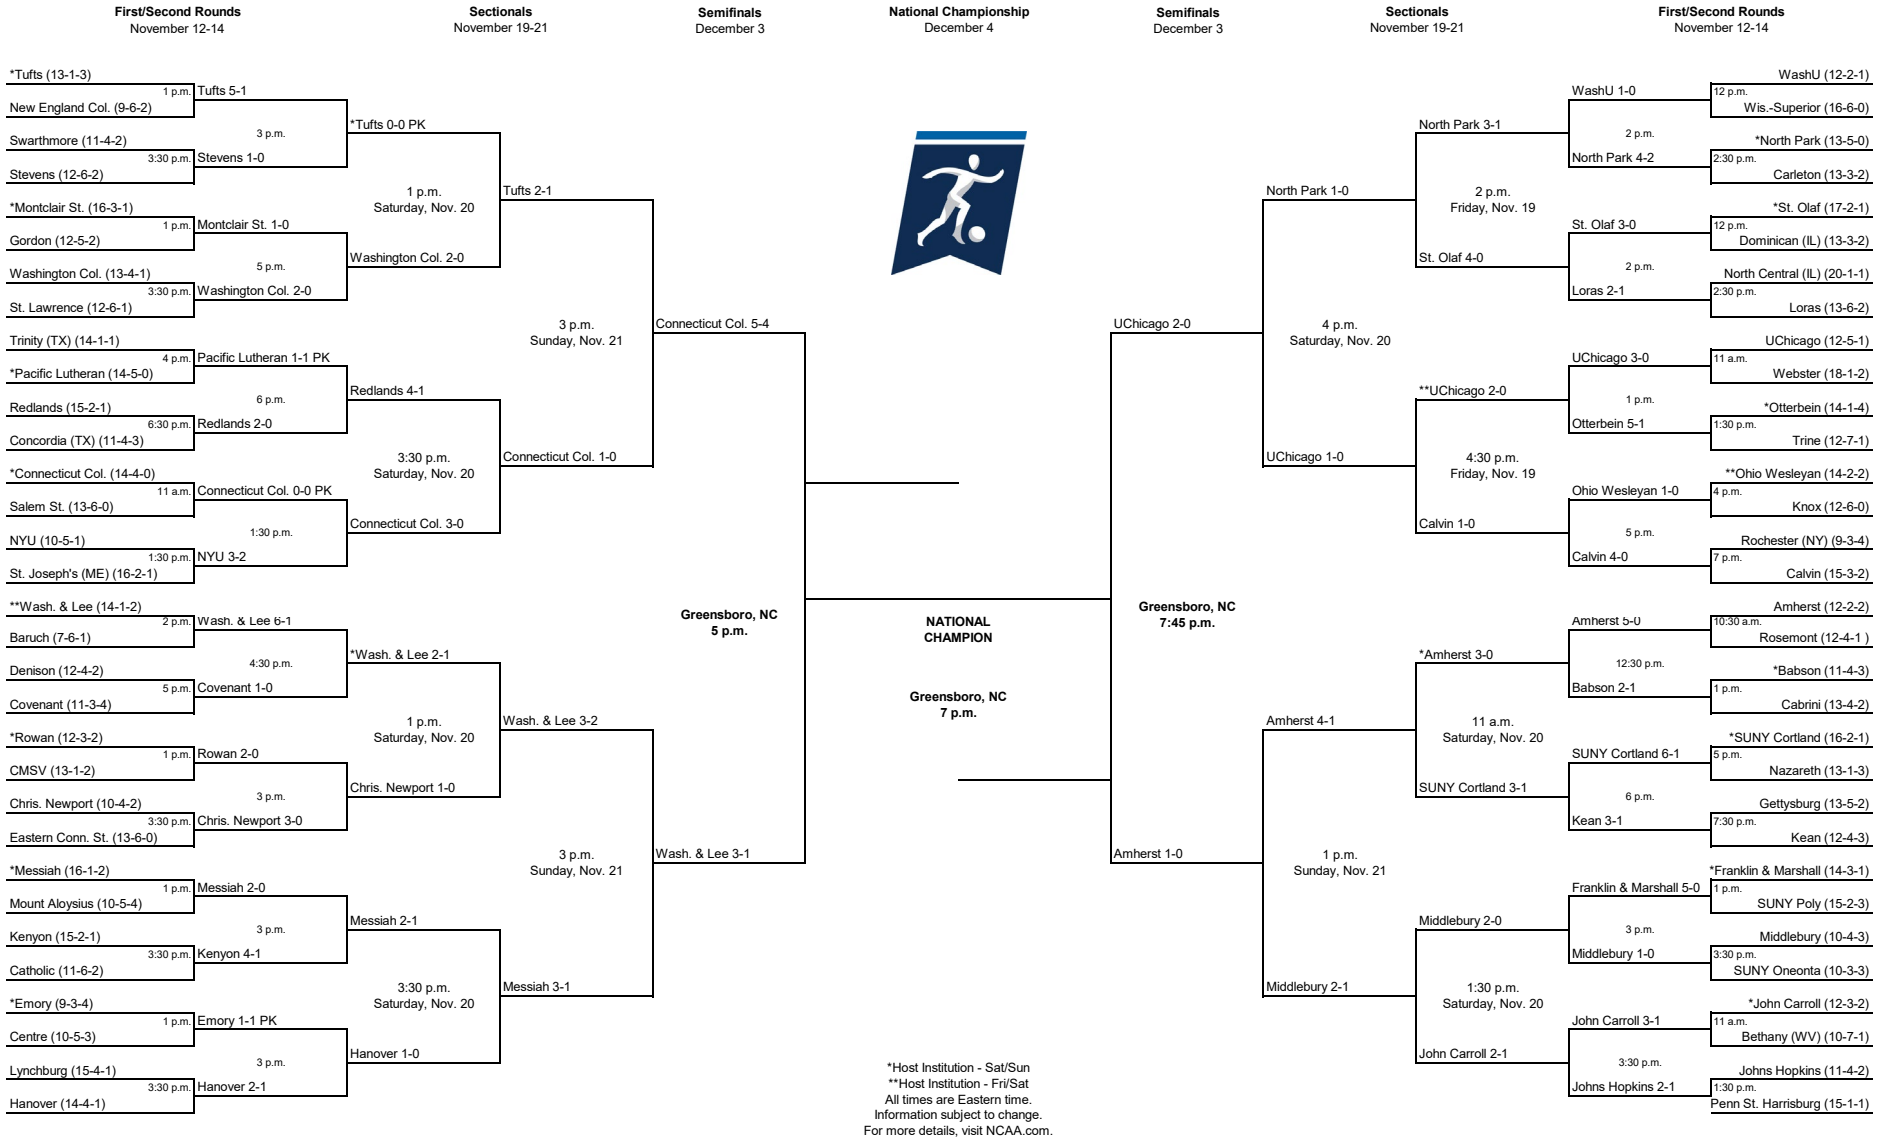 First/Second Rounds
November 12-14
Sectionals
November 19-21
Semifinals
December 3
National Championship
December 4
Semifinals
December 3
Sectionals
November 19-21
First/Second Rounds
November 12-14
*Tufts (13-1-3)
1 p.m.
New England Col. (9-6-2)
Tufts 5-1
3 p.m.
Swarthmore (11-4-2)
3:30 p.m.
Stevens (12-6-2)
Stevens 1-0
*Tufts 0-0 PK
1 p.m.
Saturday, Nov. 20
*Montclair St. (16-3-1)
1 p.m.
Gordon (12-5-2)
Montclair St. 1-0
5 p.m.
Washington Col. (13-4-1)
3:30 p.m.
St. Lawrence (12-6-1)
Washington Col. 2-0
Washington Col. 2-0
Tufts 2-1
3 p.m.
Sunday, Nov. 21
Trinity (TX) (14-1-1)
4 p.m.
*Pacific Lutheran (14-5-0)
Pacific Lutheran 1-1 PK
6 p.m.
Redlands (15-2-1)
6:30 p.m.
Concordia (TX) (11-4-3)
Redlands 2-0
Redlands 4-1
3:30 p.m.
Saturday, Nov. 20
*Connecticut Col. (14-4-0)
11 a.m.
Salem St. (13-6-0)
Connecticut Col. 0-0 PK
1:30 p.m.
NYU (10-5-1)
1:30 p.m.
St. Joseph's (ME) (16-2-1)
NYU 3-2
Connecticut Col. 3-0
Connecticut Col. 1-0
Connecticut Col. 5-4
Greensboro, NC
5 p.m.
**Wash. & Lee (14-1-2)
2 p.m.
Baruch (7-6-1)
Wash. & Lee 6-1
4:30 p.m.
Denison (12-4-2)
5 p.m.
Covenant (11-3-4)
Covenant 1-0
*Wash. & Lee 2-1
1 p.m.
Saturday, Nov. 20
*Rowan (12-3-2)
1 p.m.
CMSV (13-1-2)
Rowan 2-0
3 p.m.
Chris. Newport (10-4-2)
3:30 p.m.
Eastern Conn. St. (13-6-0)
Chris. Newport 3-0
Chris. Newport 1-0
Wash. & Lee 3-2
3 p.m.
Sunday, Nov. 21
Wash. & Lee 3-1
*Messiah (16-1-2)
1 p.m.
Mount Aloysius (10-5-4)
Messiah 2-0
3 p.m.
Kenyon (15-2-1)
3:30 p.m.
Catholic (11-6-2)
Kenyon 4-1
Messiah 2-1
3:30 p.m.
Saturday, Nov. 20
*Emory (9-3-4)
1 p.m.
Centre (10-5-3)
Emory 1-1 PK
3 p.m.
Lynchburg (15-4-1)
3:30 p.m.
Hanover (14-4-1)
Hanover 2-1
Hanover 1-0
Messiah 3-1
NATIONAL
CHAMPION
Greensboro, NC
7 p.m.
*Host Institution - Sat/Sun
**Host Institution - Fri/Sat
All times are Eastern time.
Information subject to change.
For more details, visit NCAA.com.
UChicago 2-0
Greensboro, NC
7:45 p.m.
Amherst 1-0
North Park 1-0
4 p.m.
Saturday, Nov. 20
UChicago 1-0
Amherst 4-1
1 p.m.
Sunday, Nov. 21
Middlebury 2-1
North Park 3-1
2 p.m.
Friday, Nov. 19
St. Olaf 4-0
**UChicago 2-0
4:30 p.m.
Friday, Nov. 19
Calvin 1-0
*Amherst 3-0
11 a.m.
Saturday, Nov. 20
SUNY Cortland 3-1
Middlebury 2-0
1:30 p.m.
Saturday, Nov. 20
John Carroll 2-1
WashU (12-2-1)
WashU 1-0
12 p.m.
Wis.-Superior (16-6-0)
2 p.m.
*North Park (13-5-0)
North Park 4-2
2:30 p.m.
Carleton (13-3-2)
*St. Olaf (17-2-1)
St. Olaf 3-0
12 p.m.
Dominican (IL) (13-3-2)
2 p.m.
North Central (IL) (20-1-1)
Loras 2-1
2:30 p.m.
Loras (13-6-2)
UChicago (12-5-1)
UChicago 3-0
11 a.m.
Webster (18-1-2)
1 p.m.
*Otterbein (14-1-4)
Otterbein 5-1
1:30 p.m.
Trine (12-7-1)
**Ohio Wesleyan (14-2-2)
Ohio Wesleyan 1-0
4 p.m.
Knox (12-6-0)
5 p.m.
Rochester (NY) (9-3-4)
Calvin 4-0
7 p.m.
Calvin (15-3-2)
Amherst (12-2-2)
Amherst 5-0
10:30 a.m.
Rosemont (12-4-1 )
12:30 p.m.
*Babson (11-4-3)
Babson 2-1
1 p.m.
Cabrini (13-4-2)
*SUNY Cortland (16-2-1)
SUNY Cortland 6-1
5 p.m.
Nazareth (13-1-3)
6 p.m.
Gettysburg (13-5-2)
Kean 3-1
7:30 p.m.
Kean (12-4-3)
*Franklin & Marshall (14-3-1)
Franklin & Marshall 5-0
1 p.m.
SUNY Poly (15-2-3)
3 p.m.
Middlebury (10-4-3)
Middlebury 1-0
3:30 p.m.
SUNY Oneonta (10-3-3)
*John Carroll (12-3-2)
John Carroll 3-1
11 a.m.
Bethany (WV) (10-7-1)
3:30 p.m.
Johns Hopkins (11-4-2)
Johns Hopkins 2-1
1:30 p.m.
Penn St. Harrisburg (15-1-1)